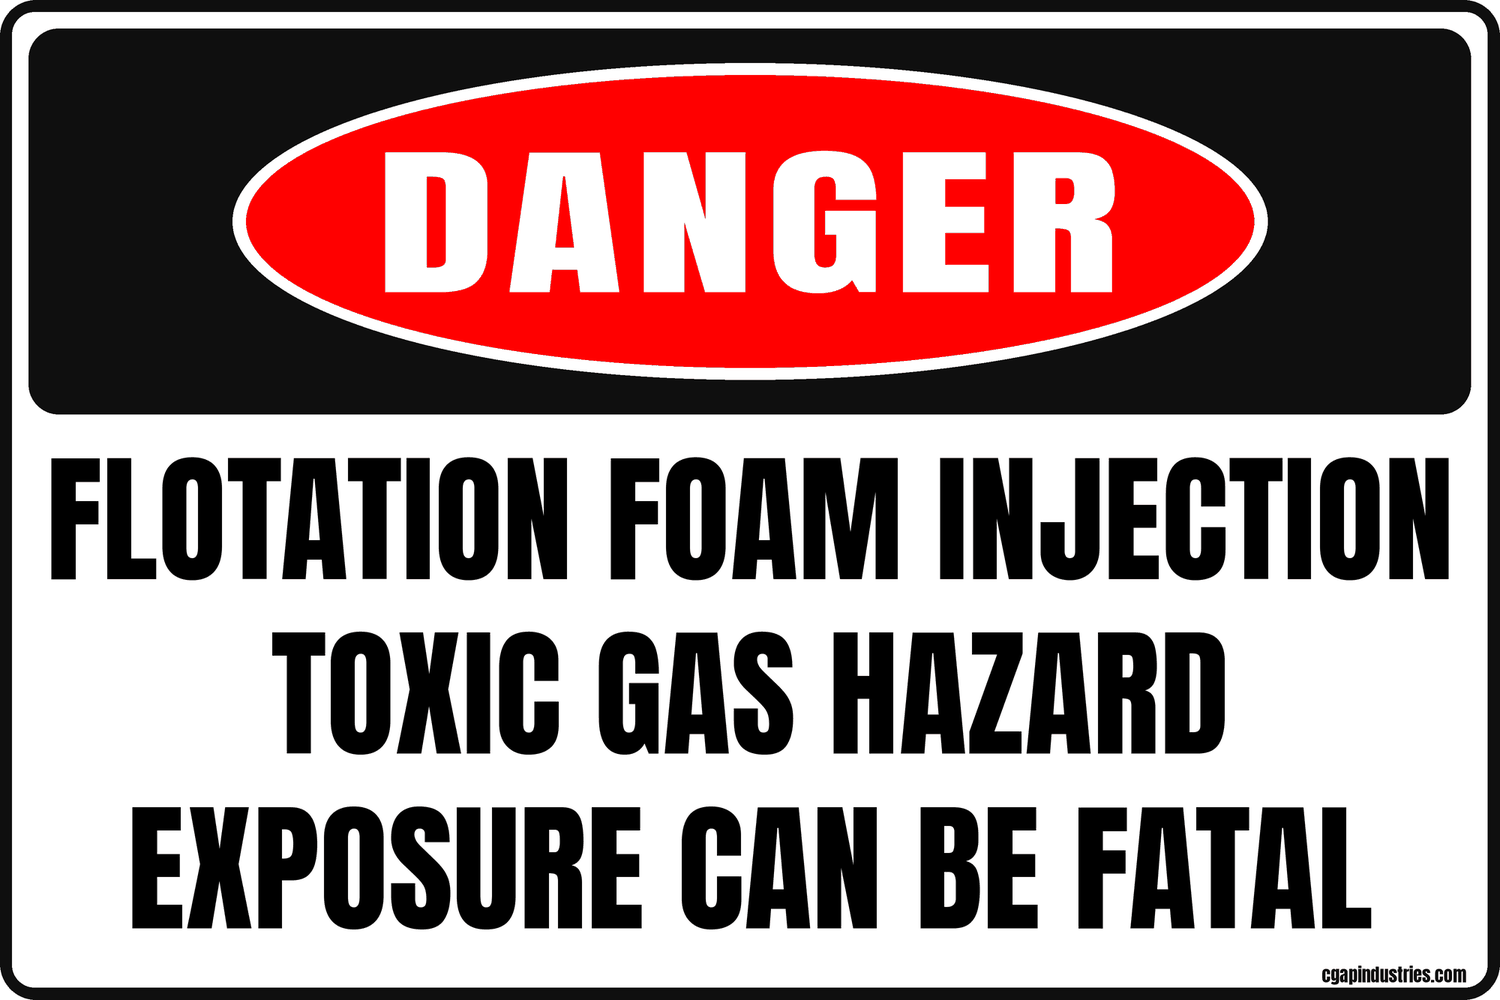 DANGER
FLOTATION FOAM INJECTION
TOXIC GAS HAZARD
EXPOSURE CAN BE FATAL
cgapindustries.com